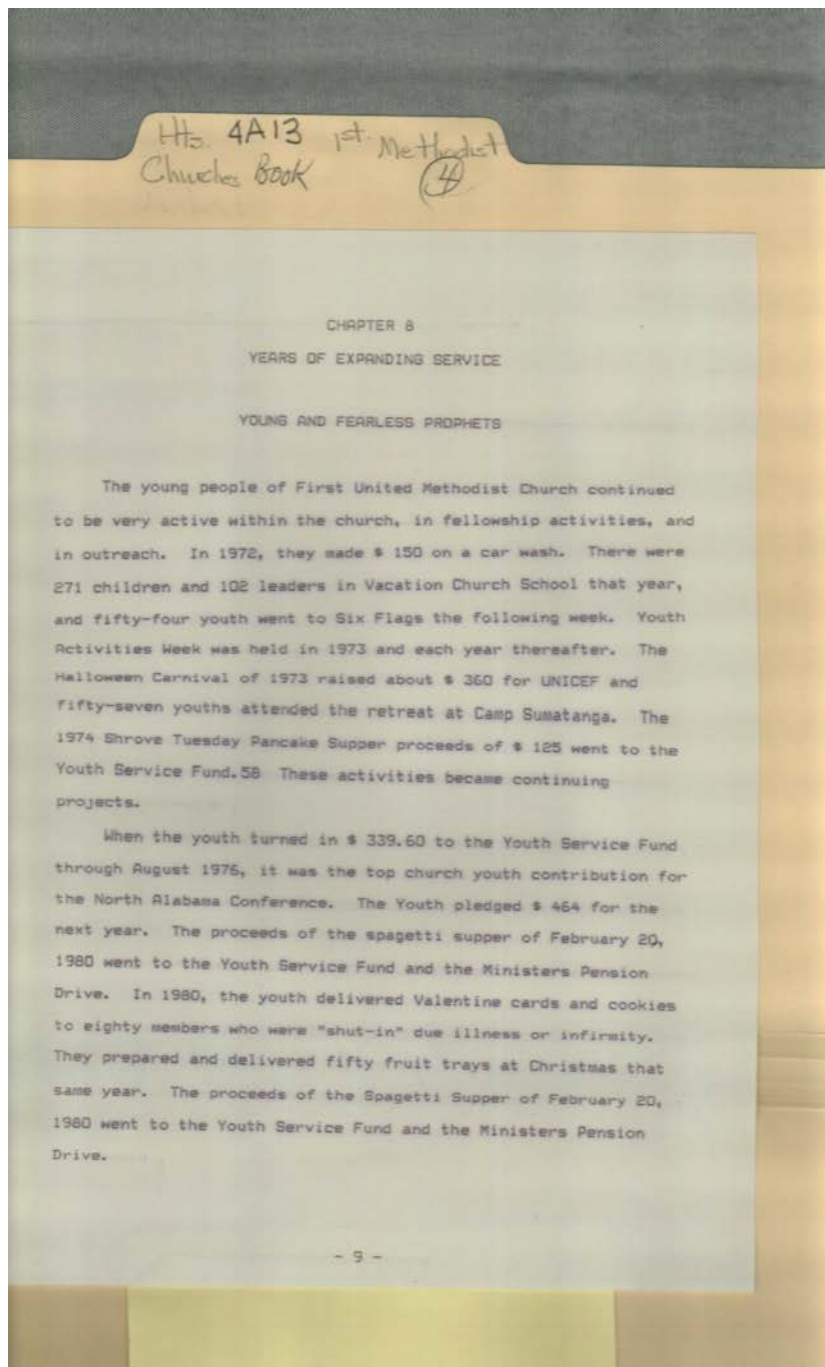 Hts. 4A13 1st Methodist
Churches Book 4
CHAPTER 8
YEARS OF EXPANDING SERVICE
YOUNG AND FEARLESS PROPHETS
The young people of First United Methodist Church continued
to be very active within the church, in fellowship activities, and
in outreach. In 1972, they made $ 150 on a car wash. There were
271 children and 102 leaders in Vacation Church School that year,
and fifty-four youth went to Six Flags the following week. Youth
Activities Week was held in 1973 and each year thereafter. The
Halloween Carnival of 1973 raised about $ 360 for UNICEF and
fifty-seven youths attended the retreat at Camp Sumatanga. The
1974 Shrove Tuesday Pancake Supper proceeds of $ 125 went to the
Youth Service Fund.58 These activities became continuing
projects.
When the youth turned in $ 339.60 to the Youth Service Fund
through August 1976, it was the top church youth contribution for
the North Alabama Conference. The Youth pledged $ 464 for the
next year. The proceeds of the spagetti supper of February 20,
1980 went to the Youth Service Fund and the Ministers Pension
Drive. In 1980, the youth delivered Valentine cards and cookies
to eighty members who were "shut-in" due illness or infirmity.
They prepared and delivered fifty fruit trays at Christmas that
same year. The proceeds of the Spagetti Supper of February 20,
1980 went to the Youth Service Fund and the Ministers Pension
Drive.
- 9 -